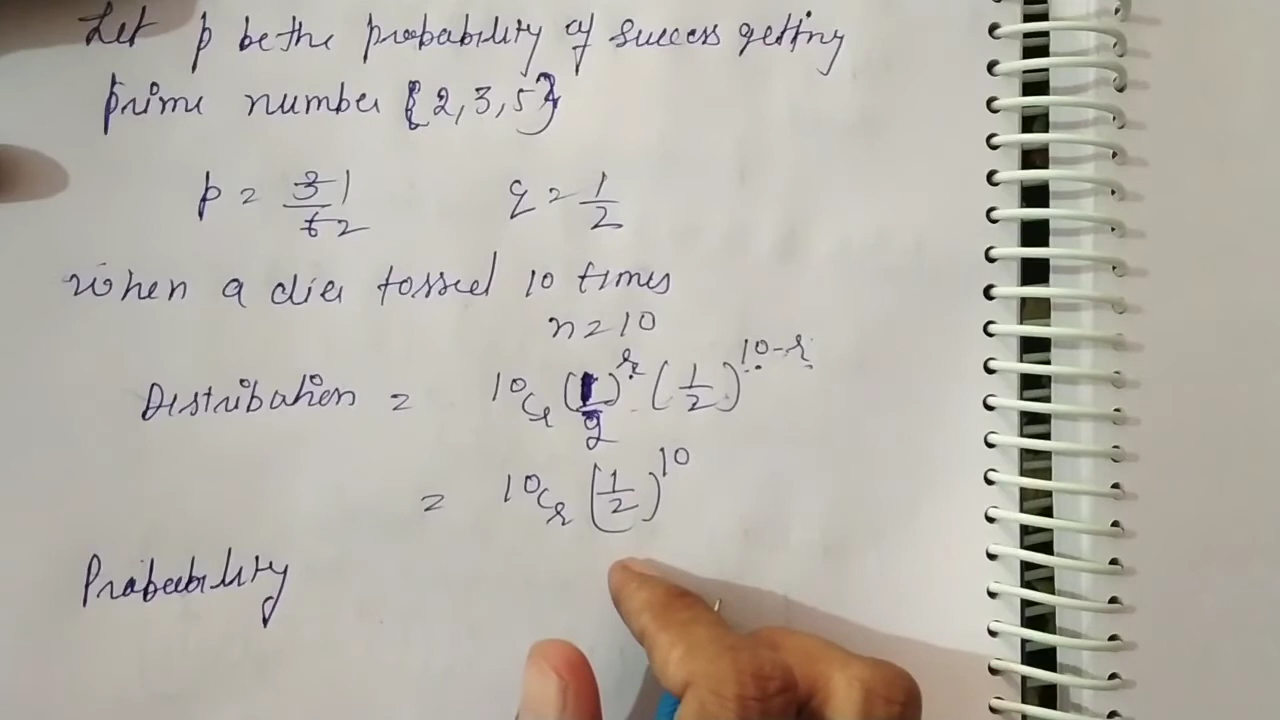 Let p be the probability of success getting
prime number {2, 3, 5}
p = 3/6 1/2 q = 1/2
When a die tossed 10 times
n = 10
Distribution = 10Cr (1/2)^r (1/2)^10-r
= 10Cr (1/2)^10
Probability